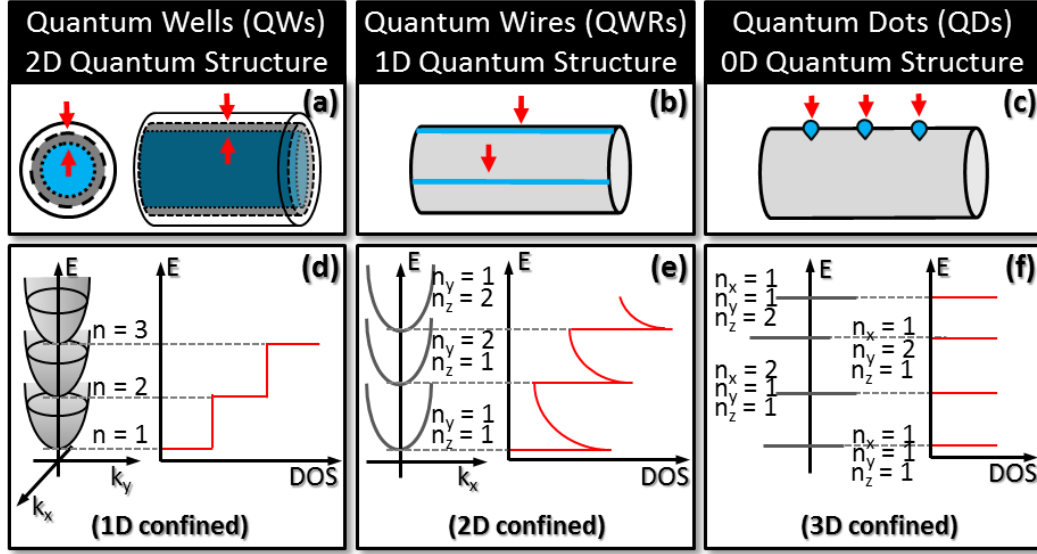 Quantum Wells (QWs)
2D Quantum Structure
(a)
Quantum Wires (QWRs)
1D Quantum Structure
(b)
Quantum Dots (QDs)
0D Quantum Structure
(c)
(d)
E
E
n = 3
n = 2
n = 1
k_y
DOS
k_x
(1D confined)
(e)
E
E
n_y = 1
n_z = 2
n_y = 2
n_z = 1
n_y = 1
n_z = 1
k_x
DOS
(2D confined)
(f)
E
E
n_x = 1
n_y = 1
n_z = 2
n_x = 1
n_y = 2
n_z = 1
n_x = 2
n_y = 1
n_z = 1
n_x = 1
n_y = 1
n_z = 1
DOS
(3D confined)